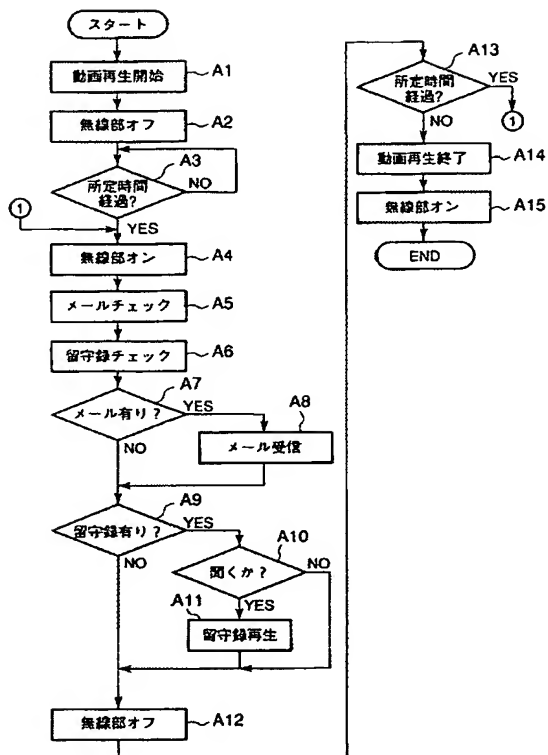 スタート
動画再生開始
A1
無線部オフ
A2
A3
所定時間
経過?
NO
YES
①
無線部オン
A4
メールチェック
A5
留守録チェック
A6
A7
メール有り?
YES
NO
A8
メール受信
A9
留守録有り?
YES
NO
A10
聞くか?
NO
YES
A11
留守録再生
無線部オフ
A12
A13
所定時間
経過?
YES
①
NO
動画再生終了
A14
無線部オン
A15
END